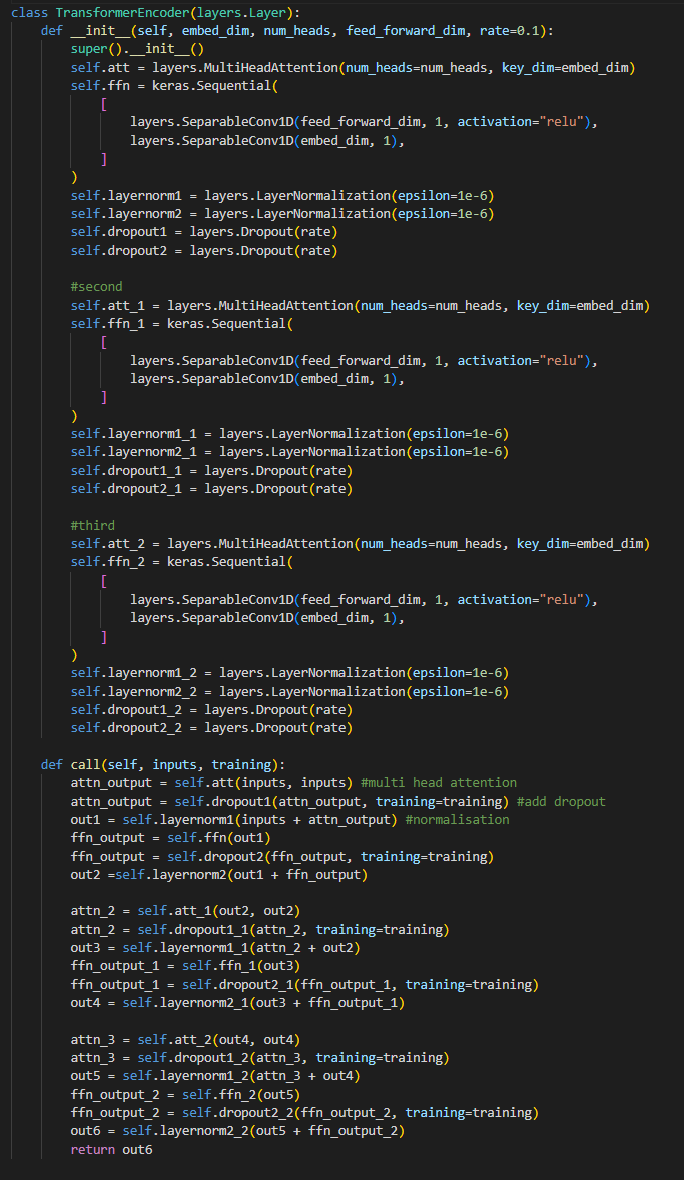 class TransformerEncoder(layers.Layer):
    def __init__(self, embed_dim, num_heads, feed_forward_dim, rate=0.1):
        super().__init__()
        self.att = layers.MultiHeadAttention(num_heads=num_heads, key_dim=embed_dim)
        self.ffn = keras.Sequential(
            [
                layers.SeparableConv1D(feed_forward_dim, 1, activation="relu"),
                layers.SeparableConv1D(embed_dim, 1),
            ]
        )
        self.layernorm1 = layers.LayerNormalization(epsilon=1e-6)
        self.layernorm2 = layers.LayerNormalization(epsilon=1e-6)
        self.dropout1 = layers.Dropout(rate)
        self.dropout2 = layers.Dropout(rate)

        #second
        self.att_1 = layers.MultiHeadAttention(num_heads=num_heads, key_dim=embed_dim)
        self.ffn_1 = keras.Sequential(
            [
                layers.SeparableConv1D(feed_forward_dim, 1, activation="relu"),
                layers.SeparableConv1D(embed_dim, 1),
            ]
        )
        self.layernorm1_1 = layers.LayerNormalization(epsilon=1e-6)
        self.layernorm2_1 = layers.LayerNormalization(epsilon=1e-6)
        self.dropout1_1 = layers.Dropout(rate)
        self.dropout2_1 = layers.Dropout(rate)

        #third
        self.att_2 = layers.MultiHeadAttention(num_heads=num_heads, key_dim=embed_dim)
        self.ffn_2 = keras.Sequential(
            [
                layers.SeparableConv1D(feed_forward_dim, 1, activation="relu"),
                layers.SeparableConv1D(embed_dim, 1),
            ]
        )
        self.layernorm1_2 = layers.LayerNormalization(epsilon=1e-6)
        self.layernorm2_2 = layers.LayerNormalization(epsilon=1e-6)
        self.dropout1_2 = layers.Dropout(rate)
        self.dropout2_2 = layers.Dropout(rate)

    def call(self, inputs, training):
        attn_output = self.att(inputs, inputs) #multi head attention
        attn_output = self.dropout1(attn_output, training=training) #add dropout
        out1 = self.layernorm1(inputs + attn_output) #normalisation
        ffn_output = self.ffn(out1)
        ffn_output = self.dropout2(ffn_output, training=training)
        out2 =self.layernorm2(out1 + ffn_output)

        attn_2 = self.att_1(out2, out2)
        attn_2 = self.dropout1_1(attn_2, training=training)
        out3 = self.layernorm1_1(attn_2 + out2)
        ffn_output_1 = self.ffn_1(out3)
        ffn_output_1 = self.dropout2_1(ffn_output_1, training=training)
        out4 = self.layernorm2_1(out3 + ffn_output_1)

        attn_3 = self.att_2(out4, out4)
        attn_3 = self.dropout1_2(attn_3, training=training)
        out5 = self.layernorm1_2(attn_3 + out4)
        ffn_output_2 = self.ffn_2(out5)
        ffn_output_2 = self.dropout2_2(ffn_output_2, training=training)
        out6 = self.layernorm2_2(out5 + ffn_output_2)
        return out6